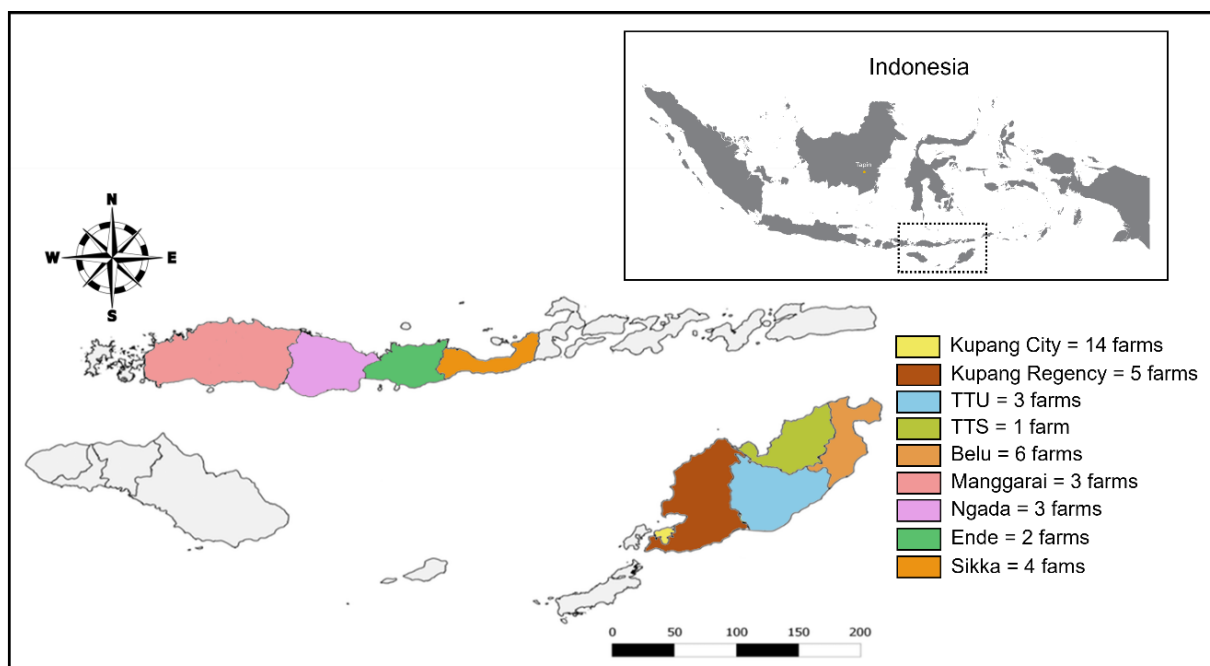 Indonesia
Tapin
N
W E
S
Kupang City = 14 farms
Kupang Regency = 5 farms
TTU = 3 farms
TTS = 1 farm
Belu = 6 farms
Manggarai = 3 farms
Ngada = 3 farms
Ende = 2 farms
Sikka = 4 fams
0 50 100 150 200